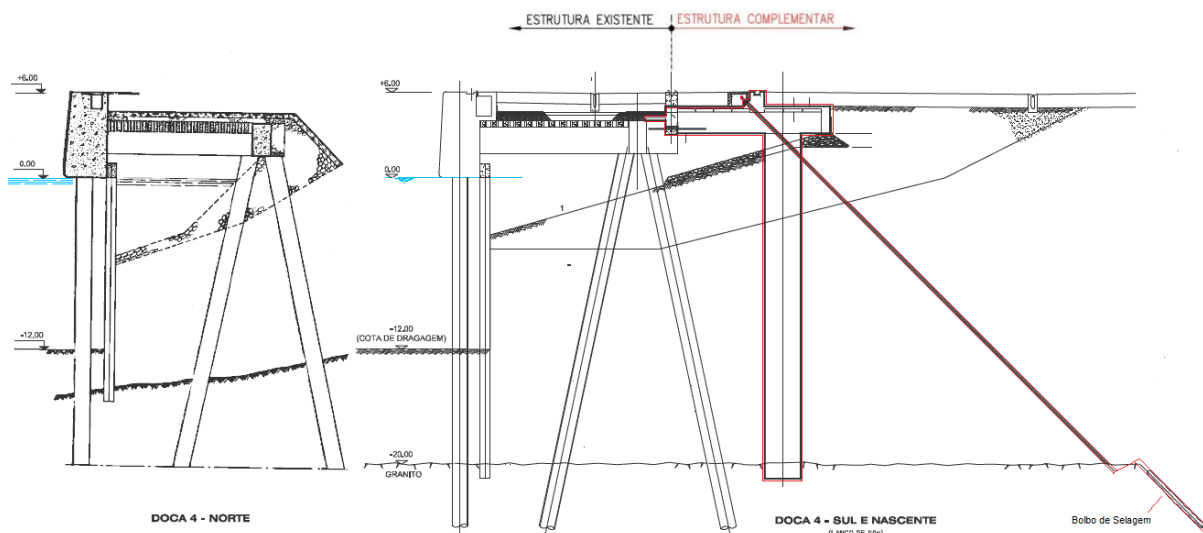 ESTRUTURA EXISTENTE
ESTRUTURA COMPLEMENTAR
+6.00
+6.00
0.00
0.00
1
-12.00
-12.00
(COTA DE DRAGAGEM)
-20.00
GRANITO
DOCA 4 - NORTE
DOCA 4 - SUL E NASCENTE
Bolbo de Selagem